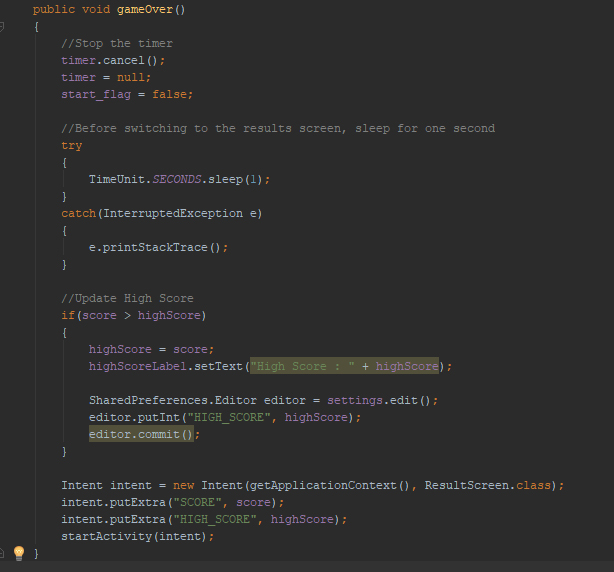 public void gameOver()
{
//Stop the timer
timer.cancel();
timer = null;
start_flag = false;
//Before switching to the results screen, sleep for one second
try
{
TimeUnit.SECONDS.sleep(1);
}
catch(InterruptedException e)
{
e.printStackTrace();
}
//Update High Score
if(score > highScore)
{
highScore = score;
highScoreLabel.setText("High Score : " + highScore);
SharedPreferences.Editor editor = settings.edit();
editor.putInt("HIGH_SCORE", highScore);
editor.commit();
}
Intent intent = new Intent(getApplicationContext(), ResultScreen.class);
intent.putExtra("SCORE", score);
intent.putExtra("HIGH_SCORE", highScore);
startActivity(intent);
}